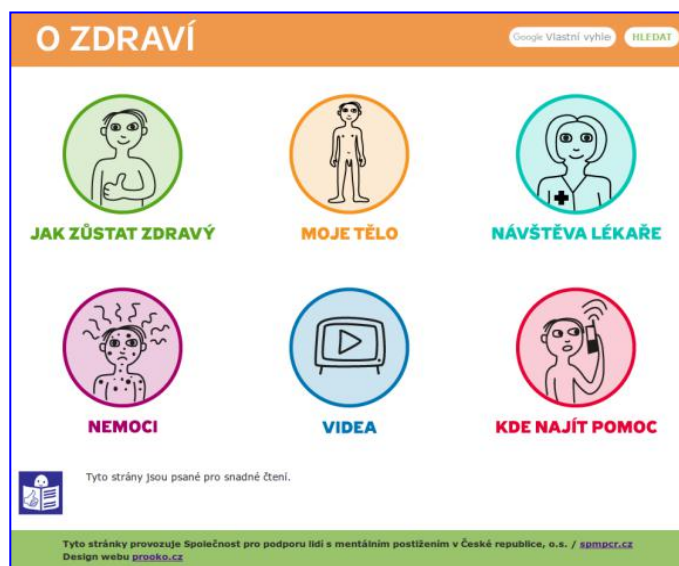 O ZDRAVÍ
Google Vlastní vyhle
HLEDAT
JAK ZŮSTAT ZDRAVÝ
MOJE TĚLO
NÁVŠTĚVA LÉKAŘE
NEMOCI
VIDEA
KDE NAJÍT POMOC
Tyto strány jsou psané pro snadné čtení.
Tyto stránky provozuje Společnost pro podporu lidí s mentálním postižením v České republice, o.s. / spmpcr.cz
Design webu prooko.cz